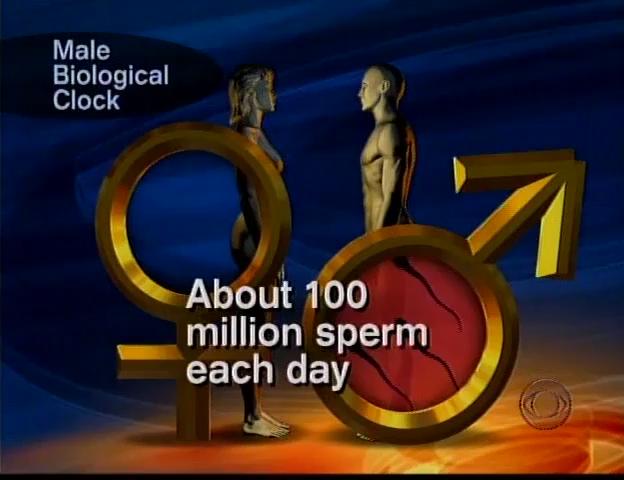 Male
Biological
Clock
About 100
million sperm
each day